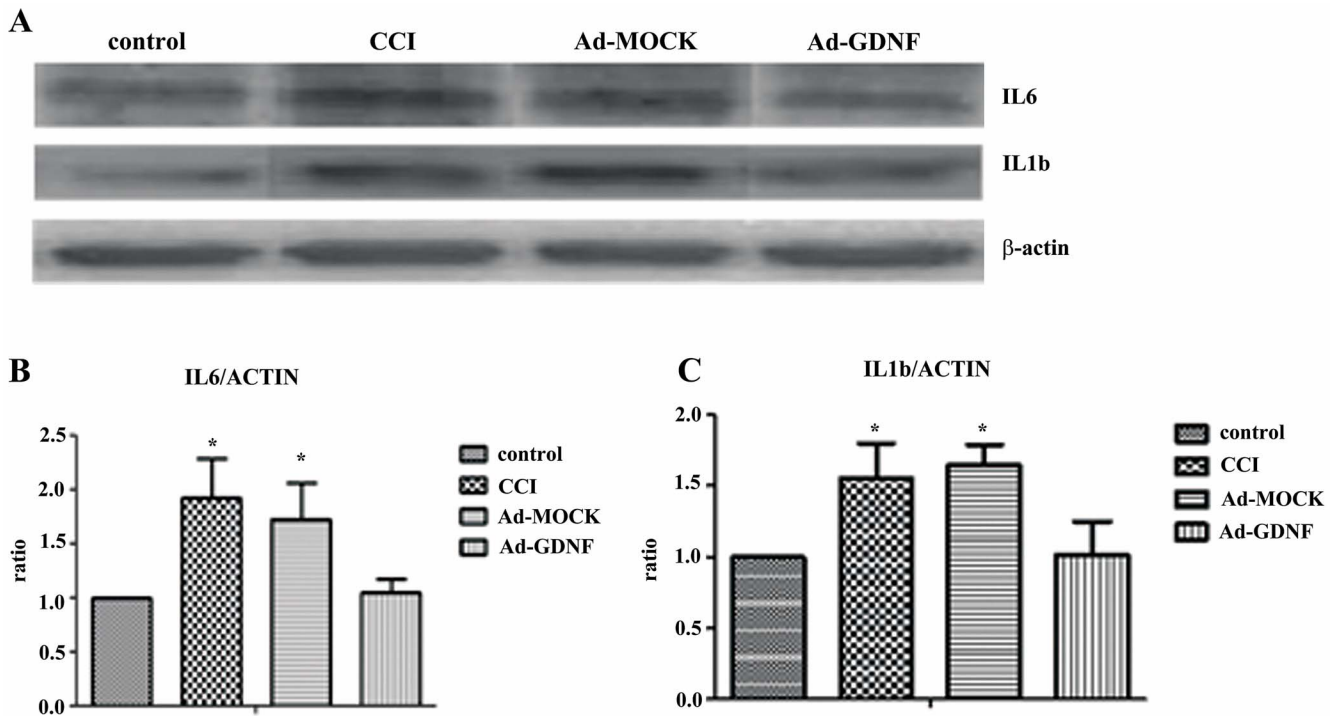 A
control CCI Ad-MOCK Ad-GDNF
IL6
IL1b
β-actin
B
IL6/ACTIN
2.5
2.0
1.5
1.0
0.5
0.0
ratio
* *
control
CCI
Ad-MOCK
Ad-GDNF
C
IL1b/ACTIN
2.0
1.5
1.0
0.5
0.0
ratio
* *
control
CCI
Ad-MOCK
Ad-GDNF